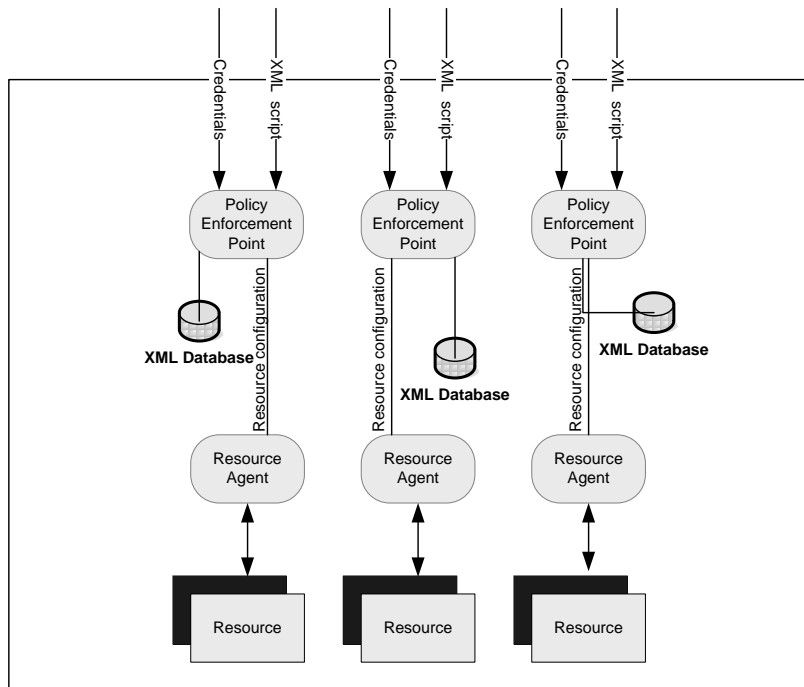 Credentials
XML script
Credentials
XML script
Credentials
XML script
Policy
Enforcement
Point
Policy
Enforcement
Point
Policy
Enforcement
Point
Resource configuration
Resource configuration
Resource configuration
XML Database
XML Database
XML Database
Resource
Agent
Resource
Agent
Resource
Agent
Resource
Resource
Resource